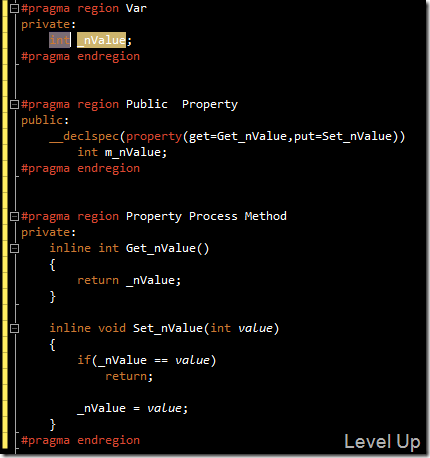 #pragma region Var
private:
    int _nValue;
#pragma endregion
#pragma region Public  Property
public:
    __declspec(property(get=Get_nValue,put=Set_nValue))
        int m_nValue;
#pragma endregion
#pragma region Property Process Method
private:
    inline int Get_nValue()
    {
        return _nValue;
    }
    inline void Set_nValue(int value)
    {
        if(_nValue == value)
            return;
        _nValue = value;
    }
#pragma endregion
Level Up